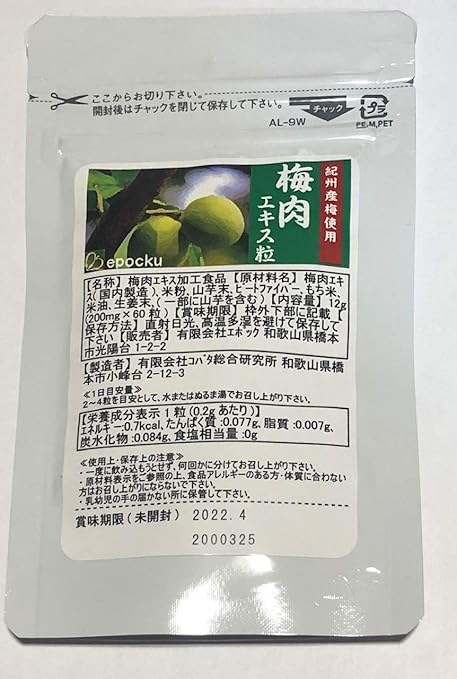 ここからお切り下さい。
開封後はチャックを閉じて保存して下さい。
チャック
プラ
AL-9W
PE,M,PET
紀州産梅使用
梅肉
エキス粒
epocku
【名称】梅肉エキス加工食品【原材料名】梅肉エキ
ス(国内製造)、米粉、山芋末、ビートファイバー、もち米、
米油、生姜末、(一部に山芋を含む)【内容量】12g
(200mg×60粒)【賞味期限】枠外下部に記載【
保存方法】直射日光、高温多湿を避けて保存して
下さい【販売者】有限会社エポック 和歌山県橋本
市光陽台1-2-2
【製造者】有限会社コバタ総合研究所 和歌山県橋
本市小峰台2-12-3
≪1日目安量≫
2~4粒を目安として、水またはぬるま湯でお召し上がり下さい。
【栄養成分表示1粒(0.2gあたり)】
エネルギー:0.7kcal、たんぱく質:0.077g、脂質:0.007g、
炭水化物:0.084g、食塩相当量:0g
≪使用上・保存上の注意≫
・一度に飲み込もうとせず、何回かに分けてお召し上がり下さい。
・原材料表示をご参照の上、食品アレルギーのある方・体質に合わない
方はお召し上がりにならないで下さい。
・乳幼児の手の届かない所に保管して下さい。
賞味期限(未開封) 2022.4
2000325